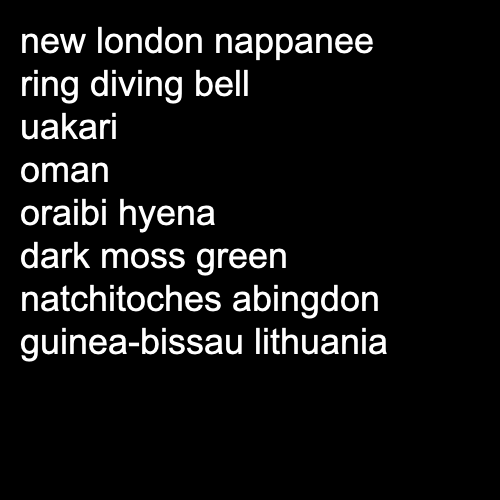 new london nappanee
ring diving bell
uakari
oman
oraibi hyena
dark moss green
natchitoches abingdon
guinea-bissau lithuania